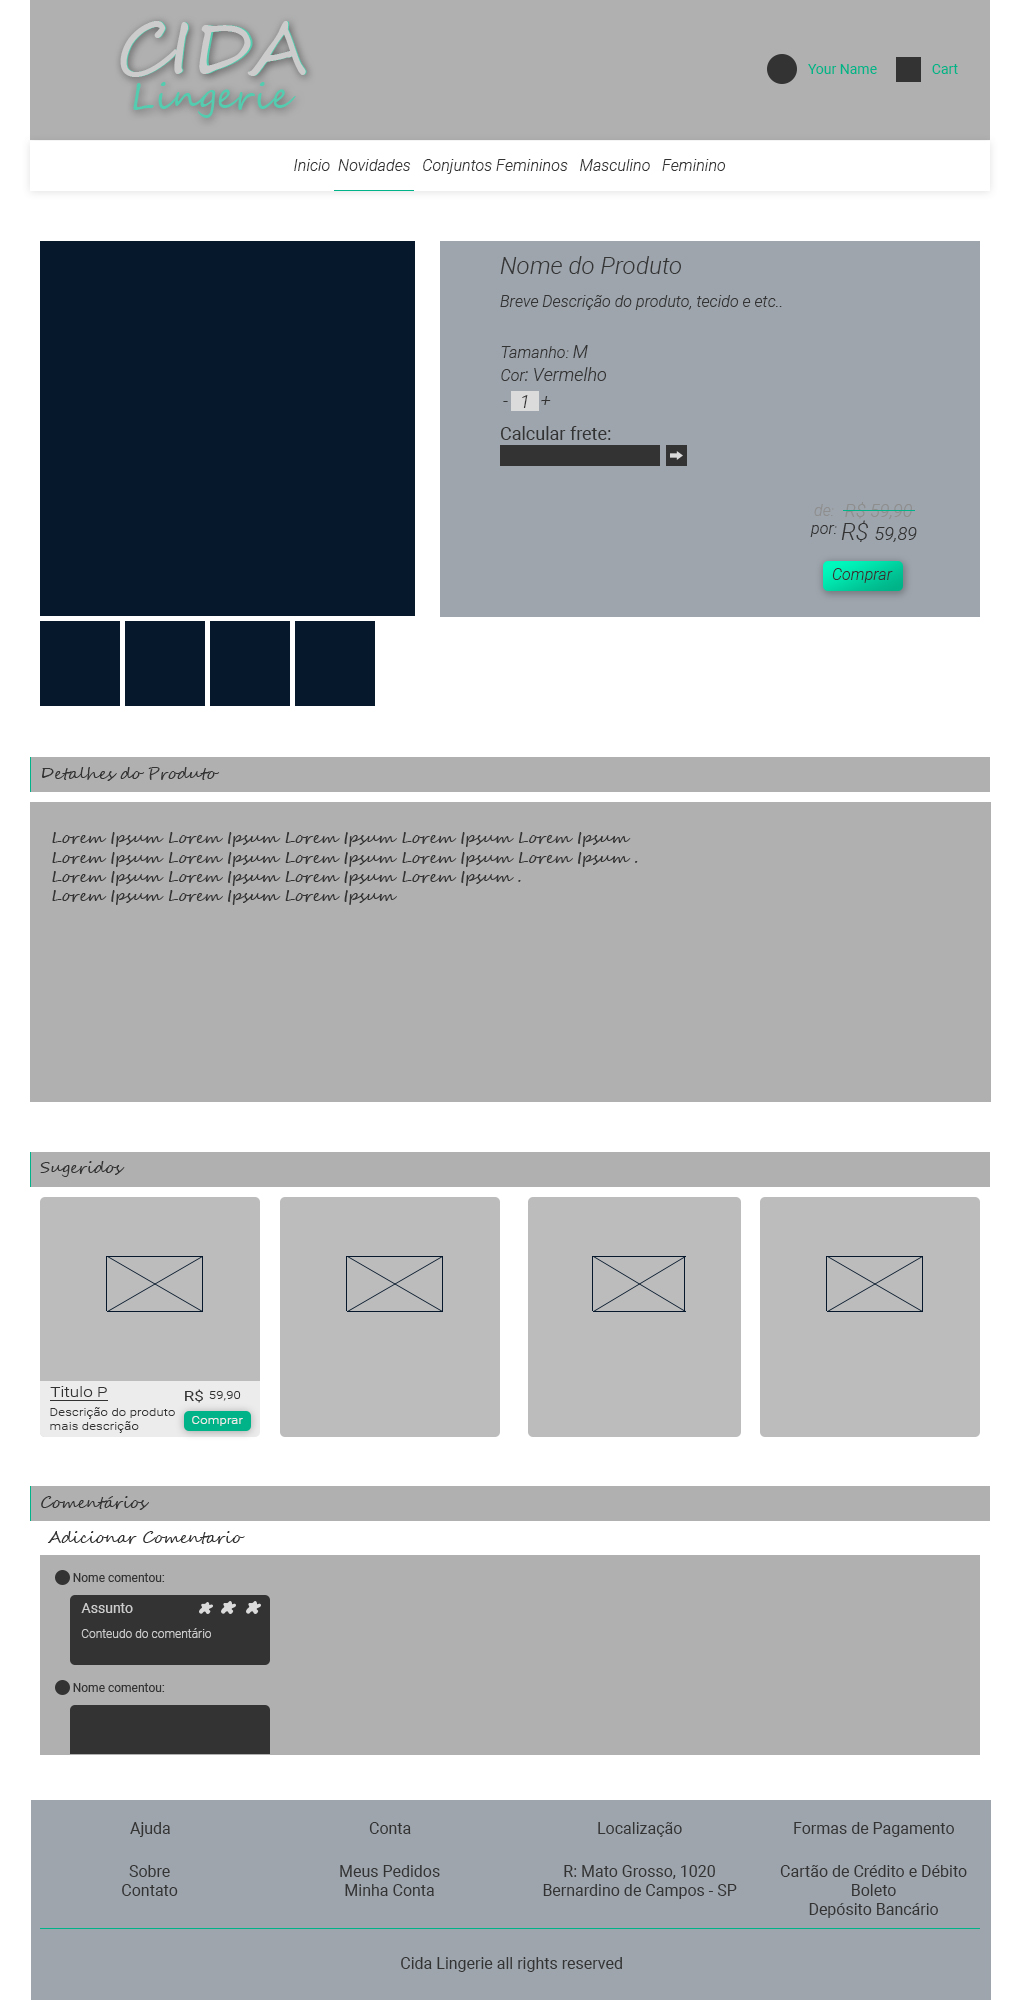 CIDA
Lingerie
Your Name
Cart
Inicio Novidades Conjuntos Femininos Masculino Feminino
Nome do Produto
Breve Descrição do produto, tecido e etc..
Tamanho: M
Cor: Vermelho
- 1 +
Calcular frete:
de: R$ 59,90
por: R$ 59,89
Comprar
Detalhes do Produto
Lorem Ipsum Lorem Ipsum Lorem Ipsum Lorem Ipsum Lorem Ipsum
Lorem Ipsum Lorem Ipsum Lorem Ipsum Lorem Ipsum Lorem Ipsum .
Lorem Ipsum Lorem Ipsum Lorem Ipsum Lorem Ipsum .
Lorem Ipsum Lorem Ipsum Lorem Ipsum
Sugeridos
Titulo P
R$ 59,90
Descrição do produto
mais descrição
Comprar
Comentários
Adicionar Comentario
Nome comentou:
Assunto
Conteudo do comentário
Nome comentou:
Ajuda
Sobre
Contato
Conta
Meus Pedidos
Minha Conta
Localização
R: Mato Grosso, 1020
Bernardino de Campos - SP
Formas de Pagamento
Cartão de Crédito e Débito
Boleto
Depósito Bancário
Cida Lingerie all rights reserved